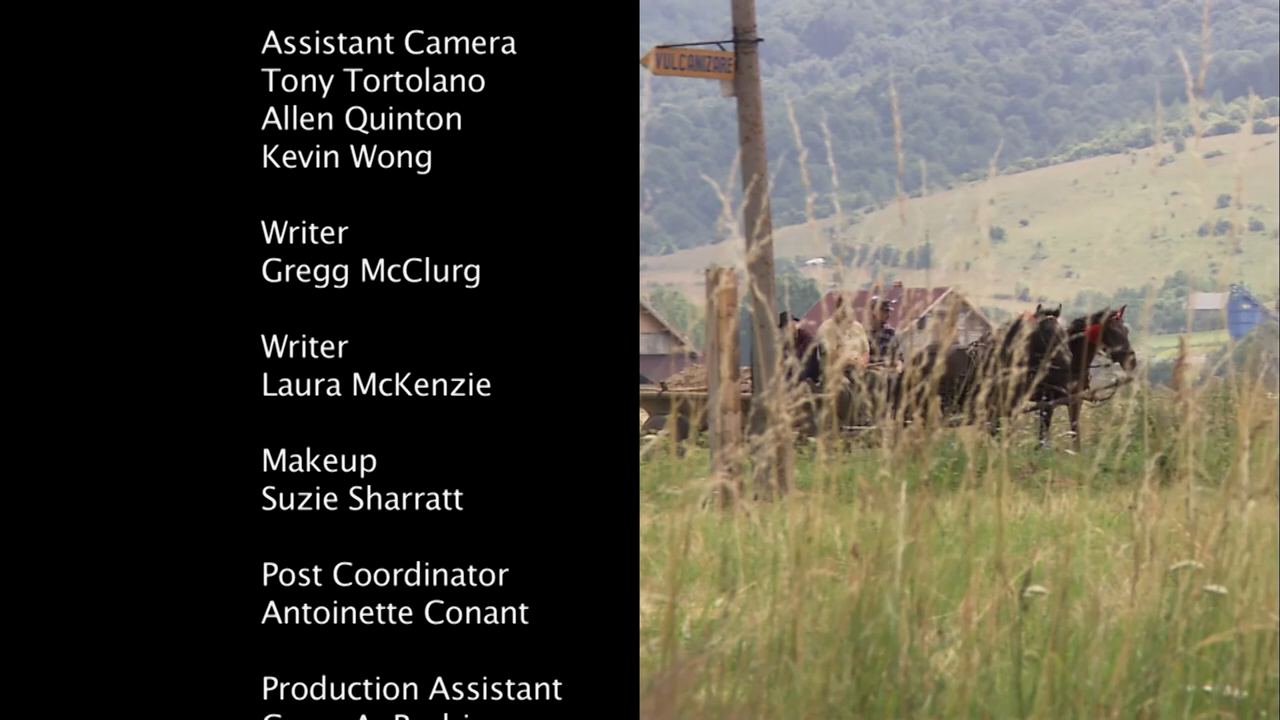 Assistant Camera
Tony Tortolano
Allen Quinton
Kevin Wong
Writer
Gregg McClurg
Writer
Laura McKenzie
Makeup
Suzie Sharratt
Post Coordinator
Antoinette Conant
Production Assistant
VULCANIZARE